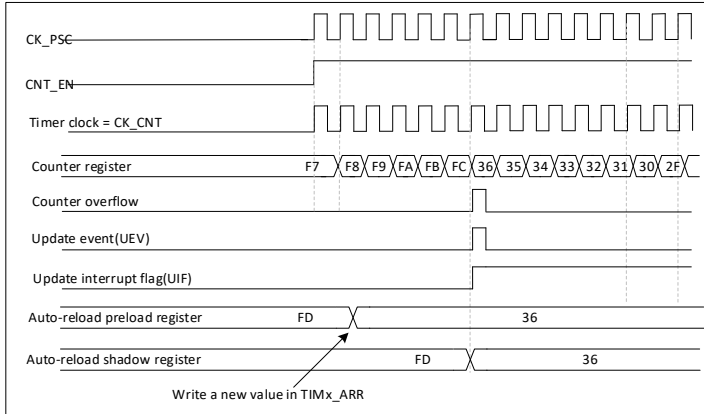 CK_PSC
CNT_EN
Timer clock = CK_CNT
Counter register F7 F8 F9 FA FB FC 36 35 34 33 32 31 30 2F
Counter overflow
Update event(UEV)
Update interrupt flag(UIF)
Auto-reload preload register FD 36
Auto-reload shadow register FD 36
Write a new value in TIMx_ARR